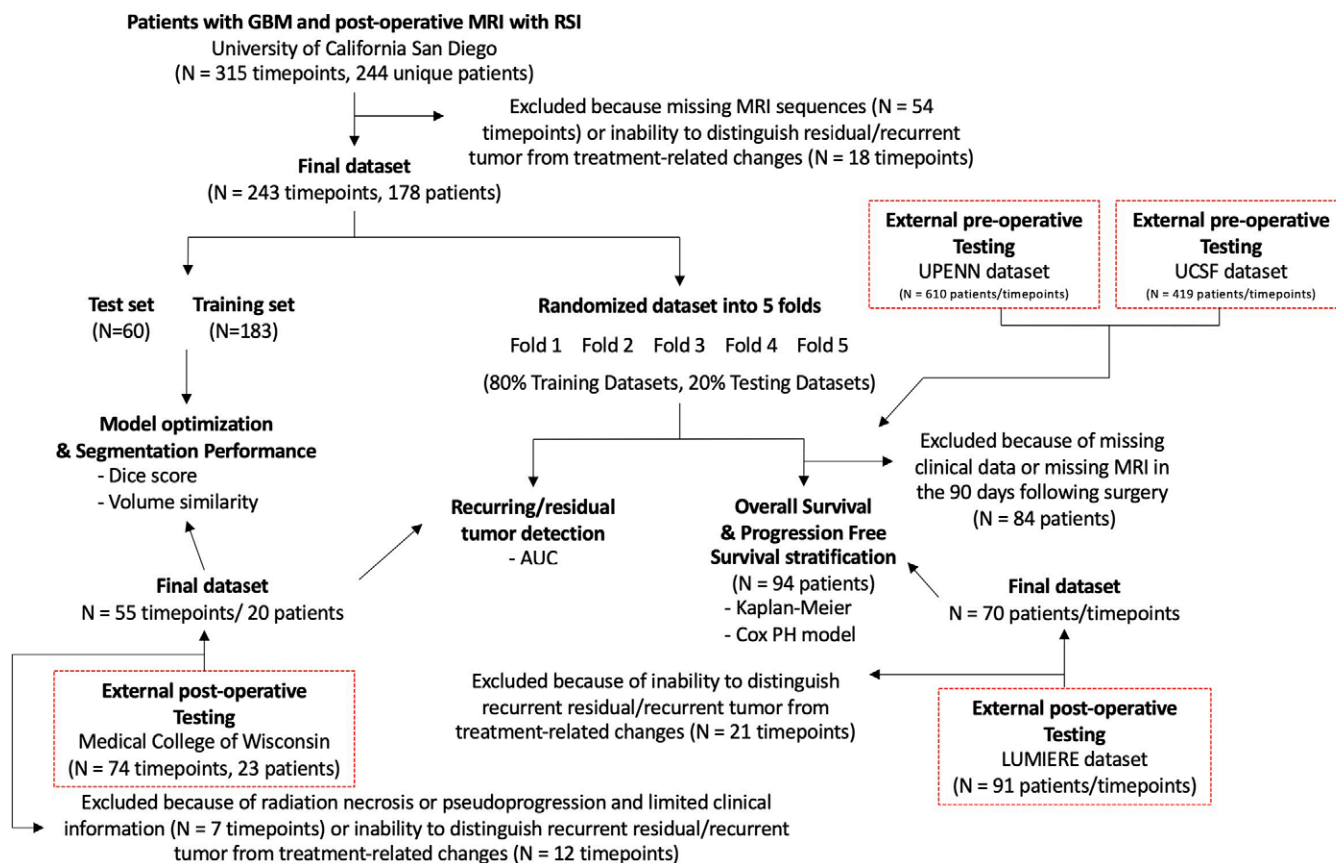 Patients with GBM and post-operative MRI with RSI
University of California San Diego
(N = 315 timepoints, 244 unique patients)
Excluded because missing MRI sequences (N = 54
timepoints) or inability to distinguish residual/recurrent
tumor from treatment-related changes (N = 18 timepoints)
Final dataset
(N = 243 timepoints, 178 patients)
External pre-operative
Testing
UPENN dataset
(N = 610 patients/timepoints)
External pre-operative
Testing
UCSF dataset
(N = 419 patients/timepoints)
Test set
(N=60)
Training set
(N=183)
Randomized dataset into 5 folds
Fold 1 Fold 2 Fold 3 Fold 4 Fold 5
(80% Training Datasets, 20% Testing Datasets)
Model optimization
& Segmentation Performance
- Dice score
- Volume similarity
Excluded because of missing
clinical data or missing MRI in
the 90 days following surgery
(N = 84 patients)
Recurring/residual
tumor detection
- AUC
Overall Survival
& Progression Free
Survival stratification
(N = 94 patients)
- Kaplan-Meier
- Cox PH model
Final dataset
N = 55 timepoints/ 20 patients
Final dataset
N = 70 patients/timepoints
External post-operative
Testing
Medical College of Wisconsin
(N = 74 timepoints, 23 patients)
Excluded because of inability to distinguish
recurrent residual/recurrent tumor from
treatment-related changes (N = 21 timepoints)
External post-operative
Testing
LUMIERE dataset
(N = 91 patients/timepoints)
Excluded because of radiation necrosis or pseudoprogression and limited clinical
information (N = 7 timepoints) or inability to distinguish recurrent residual/recurrent
tumor from treatment-related changes (N = 12 timepoints)